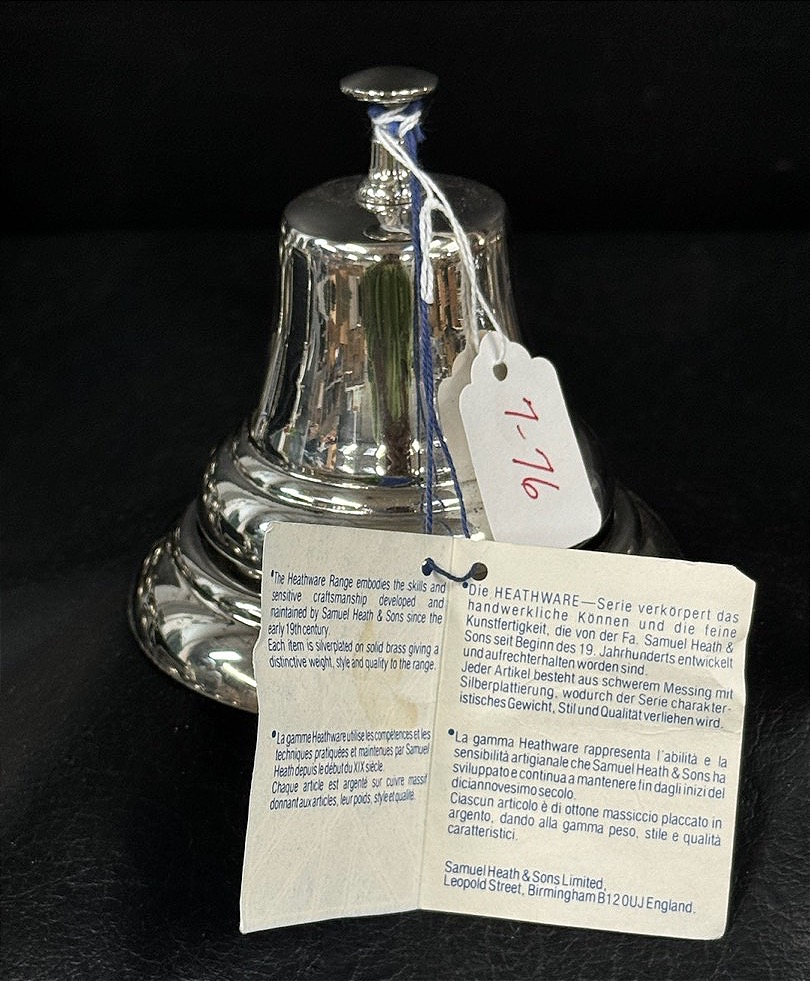 7-76
•The Heathware Range embodies the skills and
sensitive craftsmanship developed and
maintained by Samuel Heath & Sons since the
early 19th century.
Each item is silverplated on solid brass giving a
distinctive weight, style and quality to the range.
•La gamme Heathware utilise les compétences et les
techniques pratiquées et maintenues par Samuel
Heath depuis le début du XIX siècle.
Chaque article est argenté sur cuivre massif
donnant aux articles, leur poids, style et qualité.
•Die HEATHWARE—Serie verkörpert das
handwerkliche Können und die feine
Kunstfertigkeit, die von der Fa. Samuel Heath &
Sons seit Beginn des 19. Jahrhunderts entwickelt
und aufrechterhalten worden sind.
Jeder Artikel besteht aus schwerem Messing mit
Silberplattierung, wodurch der Serie charakter-
istisches Gewicht, Stil und Qualität verliehen wird.
•La gamma Heathware rappresenta l'abilità e la
sensibilità artigianale che Samuel Heath & Sons ha
sviluppato e continua a mantenere fin dagli inizi del
diciannovesimo secolo.
Ciascun articolo è di ottone massiccio placcato in
argento, dando alla gamma peso, stile e qualità
caratteristici.
Samuel Heath & Sons Limited,
Leopold Street, Birmingham B12 0UJ England.